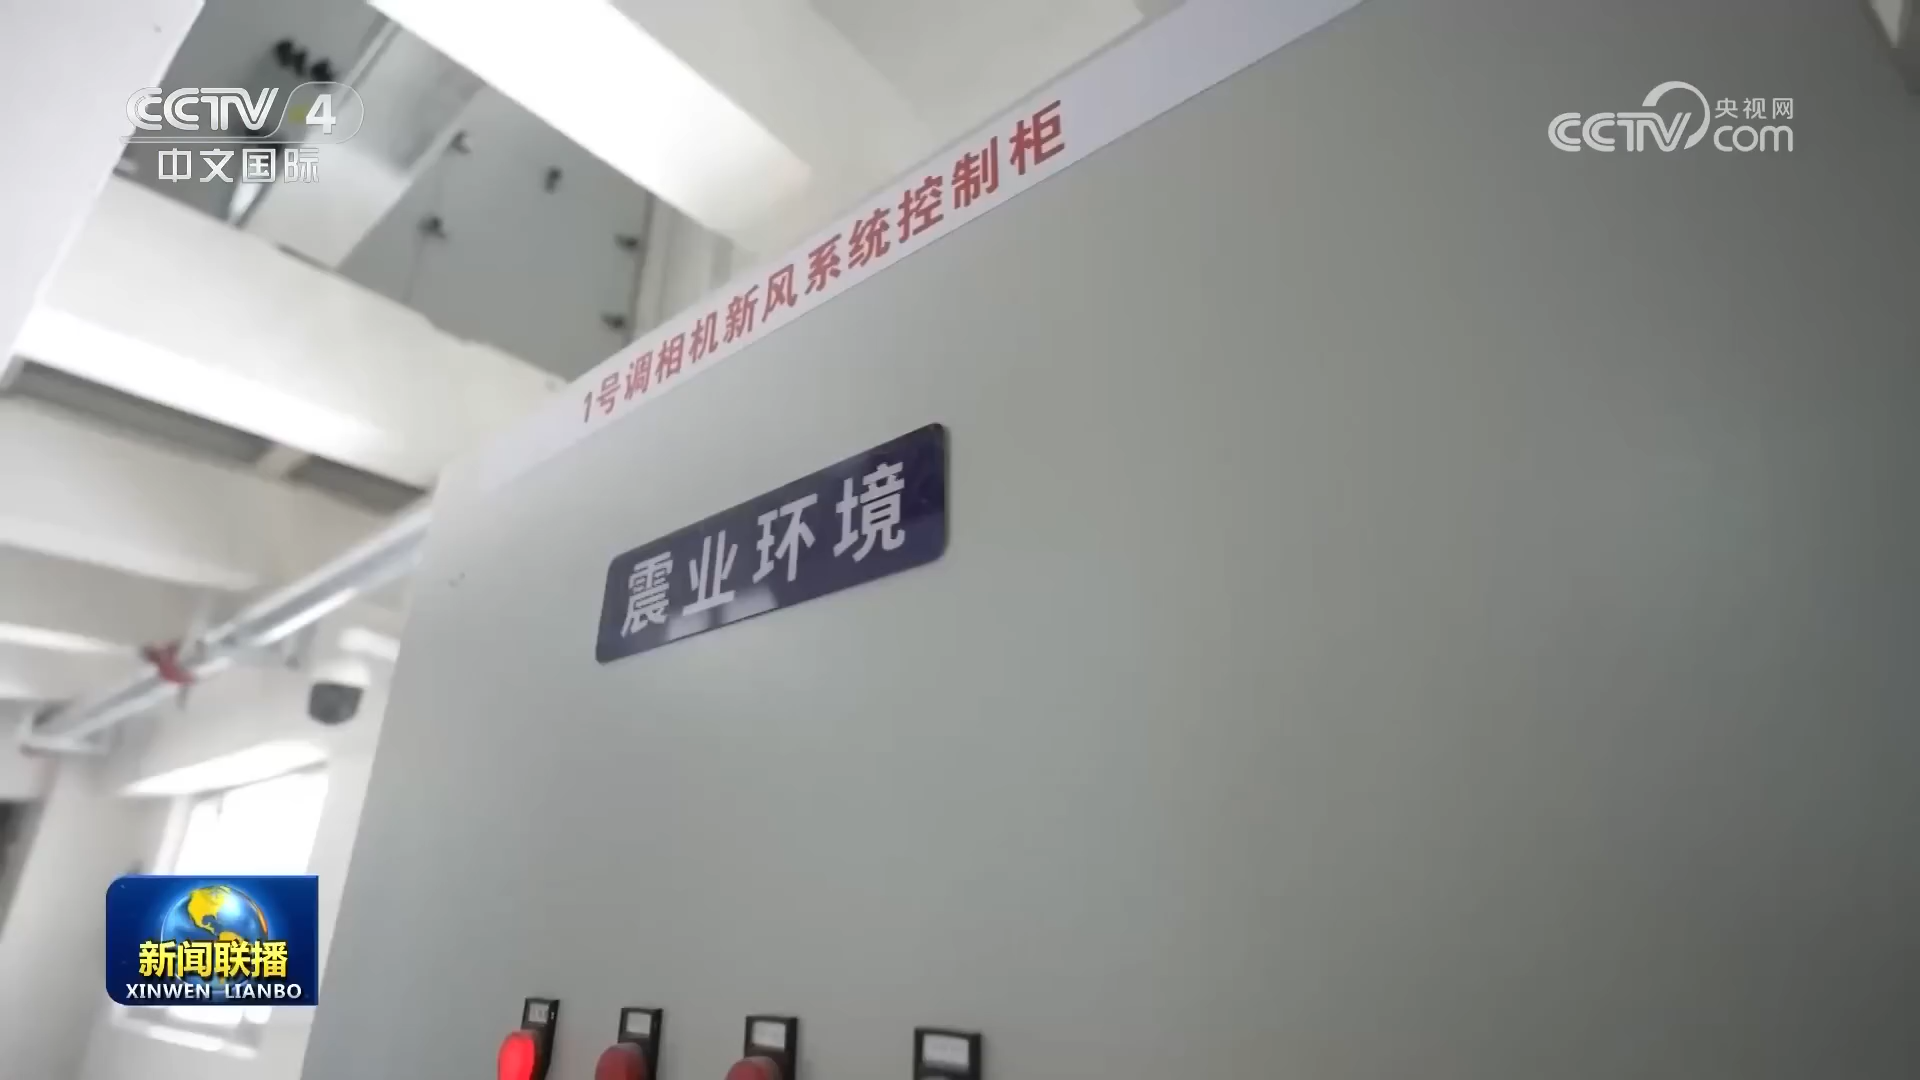 CCTV 4
中文国际
央视网
CCTV com
1号调相机新风系统控制柜
震业环境
新闻联播
XINWEN LIANBO